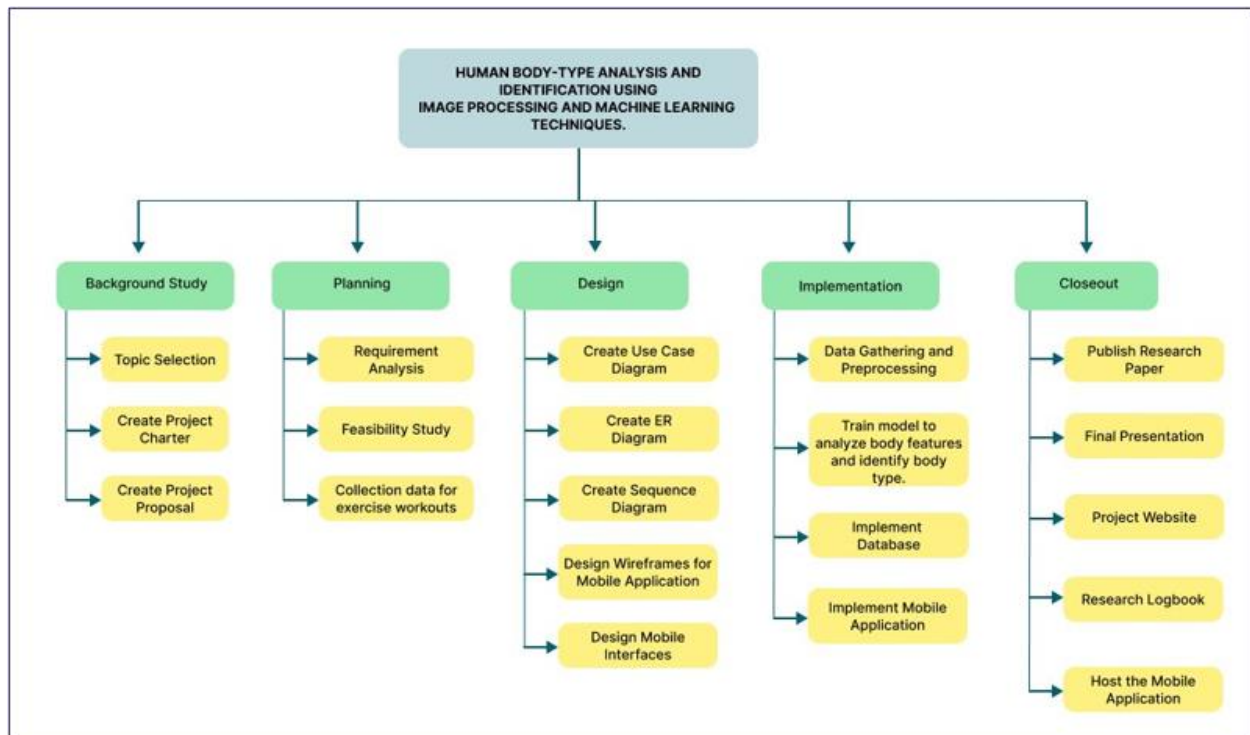 HUMAN BODY-TYPE ANALYSIS AND
IDENTIFICATION USING
IMAGE PROCESSING AND MACHINE LEARNING
TECHNIQUES.
Background Study
Topic Selection
Create Project
Charter
Create Project
Proposal
Planning
Requirement
Analysis
Feasibility Study
Collection data for
exercise workouts
Design
Create Use Case
Diagram
Create ER
Diagram
Create Sequence
Diagram
Design Wireframes for
Mobile Application
Design Mobile
Interfaces
Implementation
Data Gathering and
Preprocessing
Train model to
analyze body features
and identify body
type.
Implement
Database
Implement Mobile
Application
Closeout
Publish Research
Paper
Final Presentation
Project Website
Research Logbook
Host the Mobile
Application